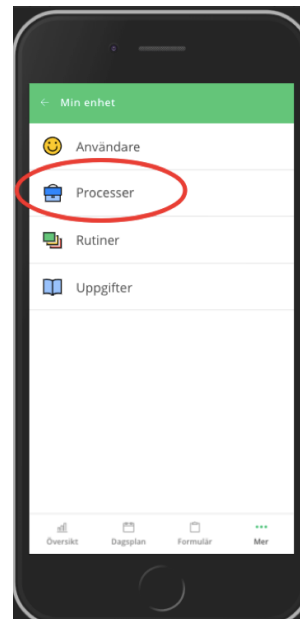 Min enhet
Användare
Processer
Rutiner
Uppgifter
Översikt Dagsplan Formulär Mer